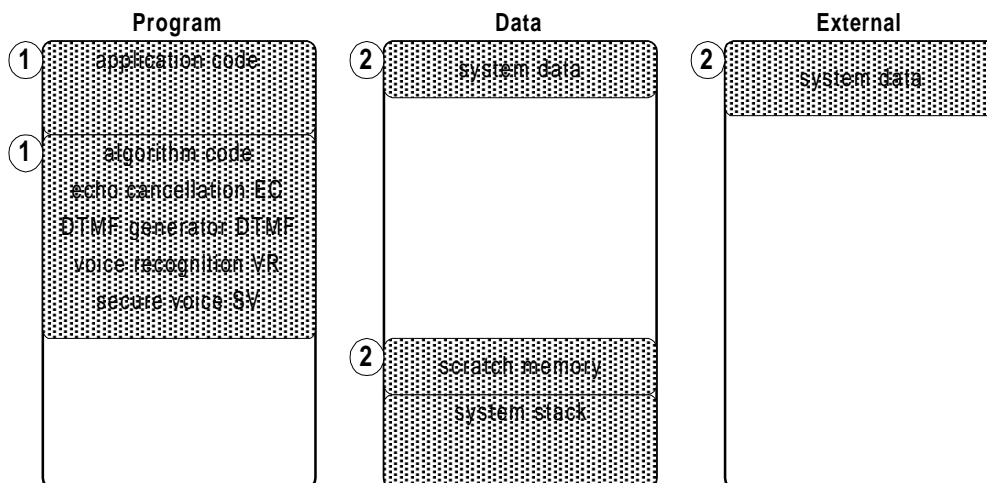 Program
1
application code
1
algorithm code
echo cancellation EC
DTMF generator DTMF
voice recognition VR
secure voice SV
Data
2
system data
2
scratch memory
system stack
External
2
system data